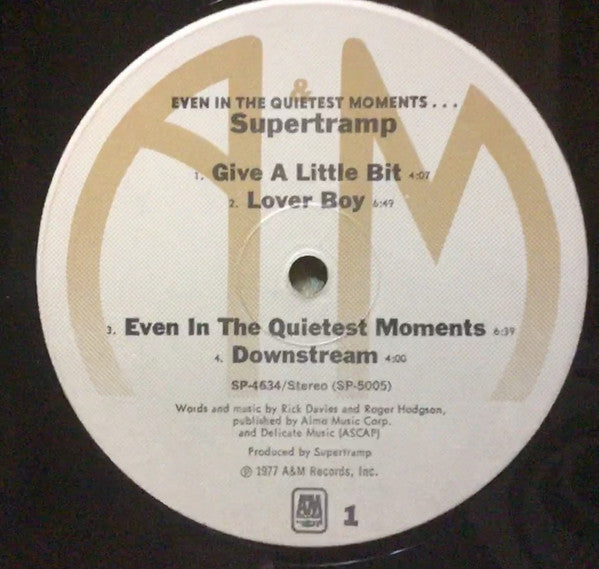 A&M
EVEN IN THE QUIETEST MOMENTS . . .
Supertramp
1. Give A Little Bit 4:07
2. Lover Boy 6:49
3. Even In The Quietest Moments 6:39
4. Downstream 4:00
SP-4634/Stereo (SP-5005)
Words and music by Rick Davies and Roger Hodgson,
published by Alma Music Corp.
and Delicate Music (ASCAP)
Produced by Supertramp
℗ 1977 A&M Records, Inc.
A&M 1